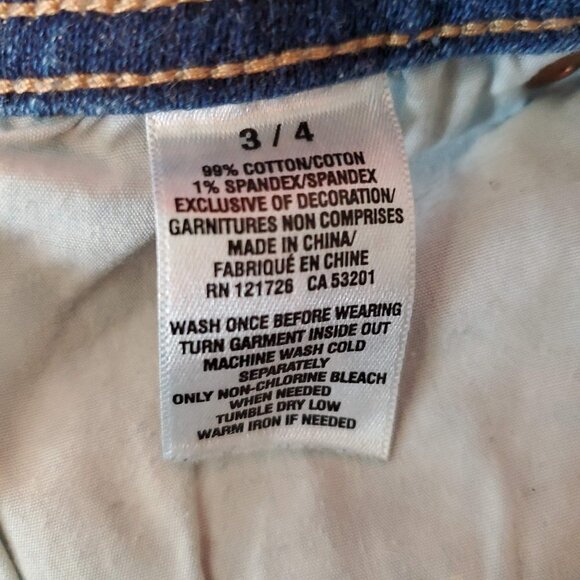 3 / 4
99% COTTON/COTON
1% SPANDEX/SPANDEX
EXCLUSIVE OF DECORATION/
GARNITURES NON COMPRISES
MADE IN CHINA/
FABRIQUÉ EN CHINE
RN 121726 CA 53201
WASH ONCE BEFORE WEARING
TURN GARMENT INSIDE OUT
MACHINE WASH COLD
SEPARATELY
ONLY NON-CHLORINE BLEACH
WHEN NEEDED
TUMBLE DRY LOW
WARM IRON IF NEEDED